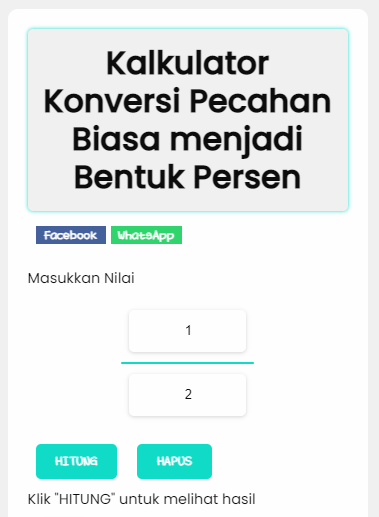 Kalkulator
Konversi Pecahan
Biasa menjadi
Bentuk Persen
Facebook WhatsApp
Masukkan Nilai
1
2
HITUNG HAPUS
Klik "HITUNG" untuk melihat hasil